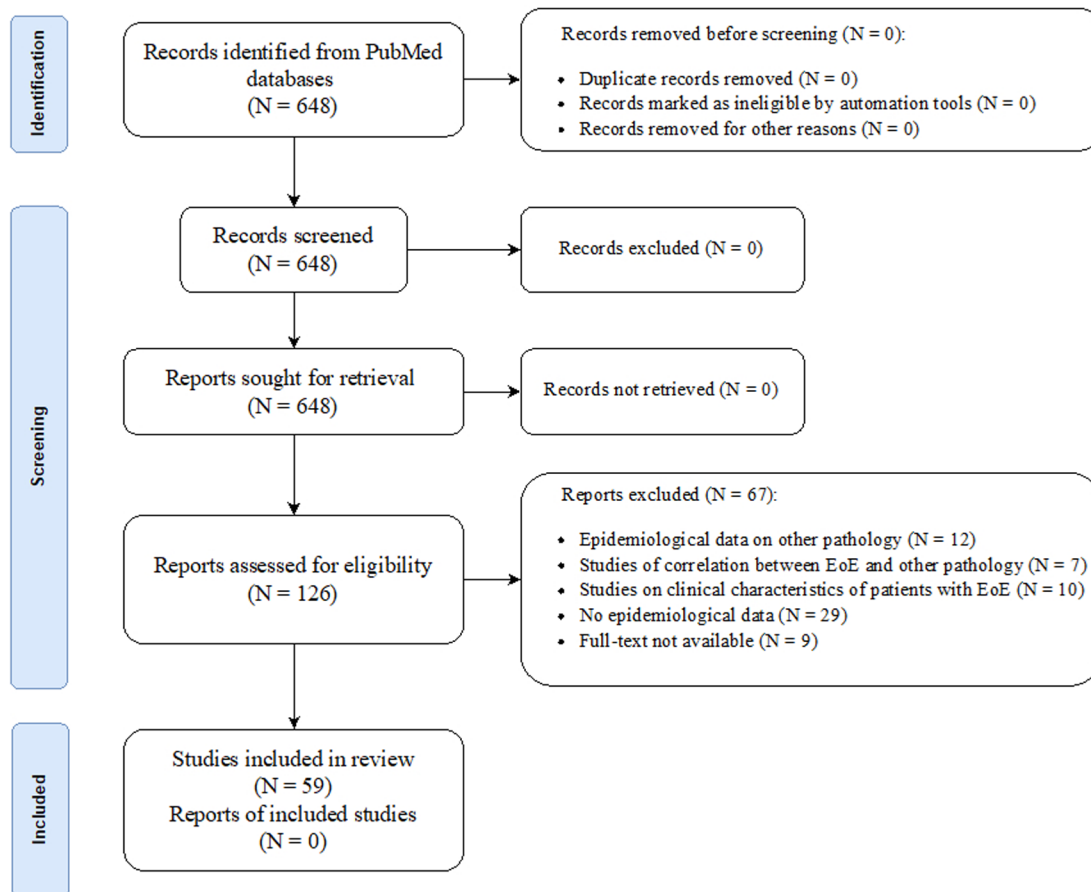 Identification
Records identified from PubMed
databases
(N = 648)
Records removed before screening (N = 0):
• Duplicate records removed (N = 0)
• Records marked as ineligible by automation tools (N = 0)
• Records removed for other reasons (N = 0)
Screening
Records screened
(N = 648)
Records excluded (N = 0)
Reports sought for retrieval
(N = 648)
Records not retrieved (N = 0)
Reports assessed for eligibility
(N = 126)
Reports excluded (N = 67):
• Epidemiological data on other pathology (N = 12)
• Studies of correlation between EoE and other pathology (N = 7)
• Studies on clinical characteristics of patients with EoE (N = 10)
• No epidemiological data (N = 29)
• Full-text not available (N = 9)
Included
Studies included in review
(N = 59)
Reports of included studies
(N = 0)